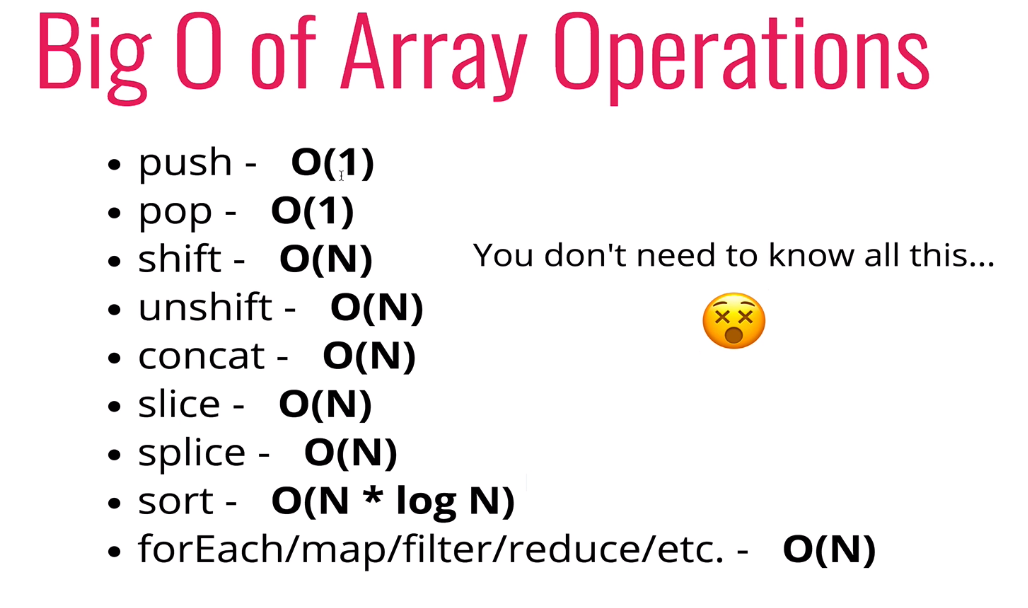 Big O of Array Operations
push - O(1)
pop - O(1)
shift - O(N)
You don't need to know all this...
unshift - O(N)
concat - O(N)
slice - O(N)
splice - O(N)
sort - O(N * log N)
forEach/map/filter/reduce/etc. - O(N)